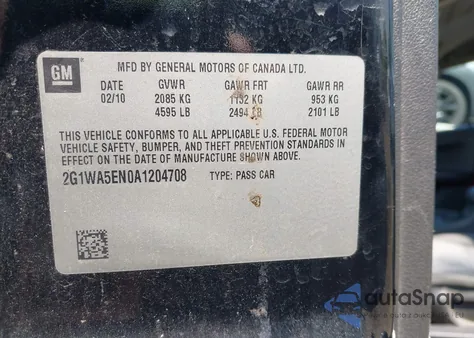 GM
MFD BY GENERAL MOTORS OF CANADA LTD.
DATE GVWR GAWR FRT GAWR RR
02/10 2085 KG 1132 KG 953 KG
4595 LB 2494 LB 2101 LB
THIS VEHICLE CONFORMS TO ALL APPLICABLE U.S. FEDERAL MOTOR
VEHICLE SAFETY, BUMPER, AND THEFT PREVENTION STANDARDS IN
EFFECT ON THE DATE OF MANUFACTURE SHOWN ABOVE.
2G1WA5EN0A1204708 TYPE: PASS CAR
autoSnap